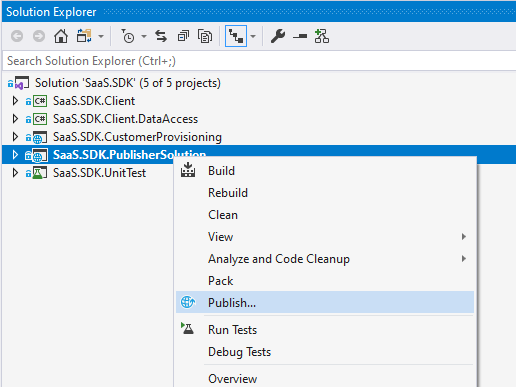 Solution Explorer
Search Solution Explorer (Ctrl+;)
Solution 'SaaS.SDK' (5 of 5 projects)
C# SaaS.SDK.Client
C# SaaS.SDK.Client.DataAccess
SaaS.SDK.CustomerProvisioning
SaaS.SDK.PublisherSolution
SaaS.SDK.UnitTest
Build
Rebuild
Clean
View
Analyze and Code Cleanup
Pack
Publish...
Run Tests
Debug Tests
Overview